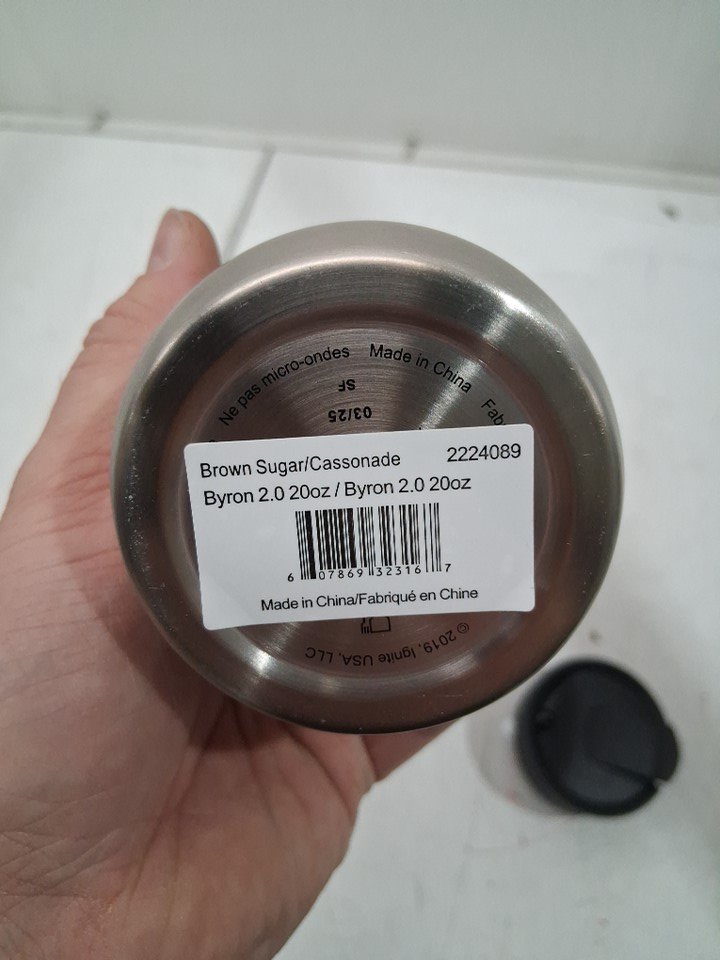 Ne pas micro-ondes Made in China
SF
03/25
Brown Sugar/Cassonade 2224089
Byron 2.0 20oz / Byron 2.0 20oz
6 07869 32316 7
Made in China/Fabriqué en Chine
© 2019, Ignite USA, LLC